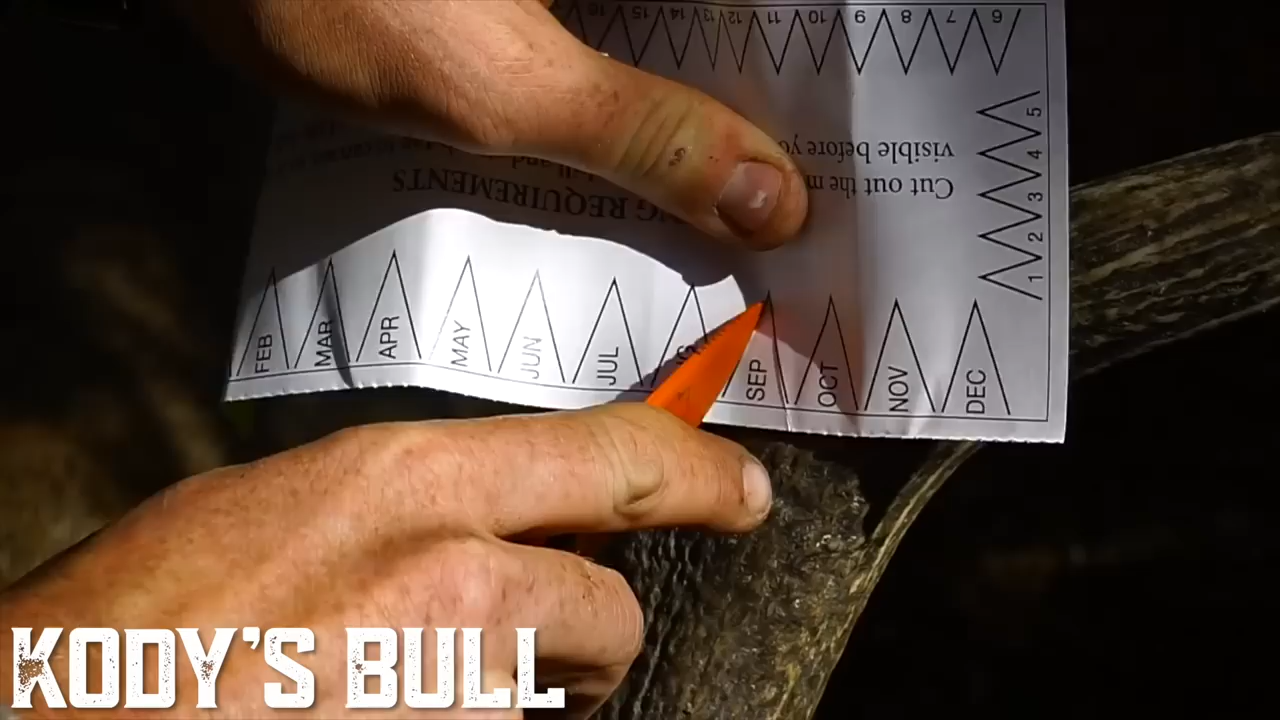 16 15 14 13 12 11 10 9 8 7 6
5
4
3
2
1
Cut out the m
visible before yo
NG REQUIREMENTS
FEB MAR APR MAY JUN JUL SEP OCT NOV DEC
KODY'S BULL